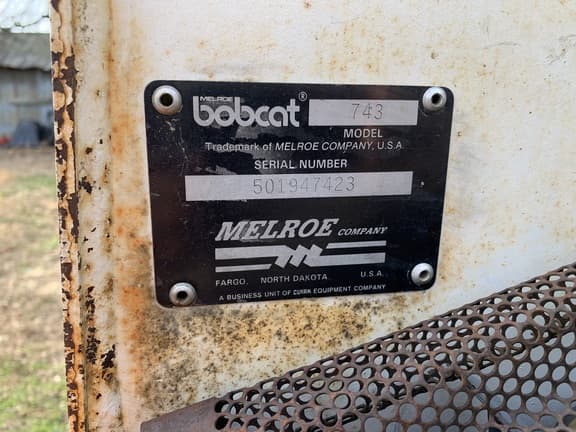 MELROE
bobcat® 743
MODEL
Trademark of MELROE COMPANY, U.S.A.
SERIAL NUMBER
501947423
MELROE COMPANY
FARGO, NORTH DAKOTA U.S.A.
A BUSINESS UNIT OF CLARK EQUIPMENT COMPANY